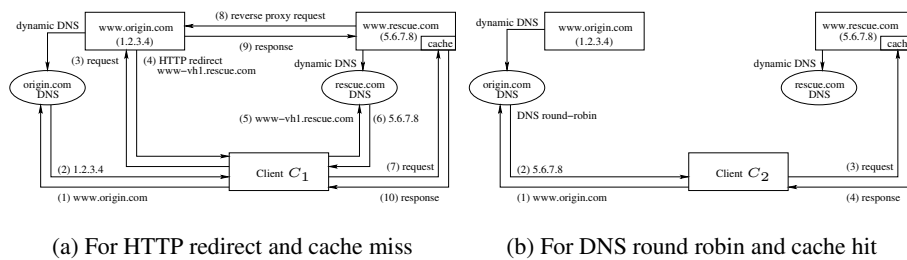 (8) reverse proxy request
dynamic DNS
www.origin.com
(1.2.3.4)
www.rescue.com
(5.6.7.8)
cache
(9) response
(3) request
(4) HTTP redirect
www-vh1.rescue.com
dynamic DNS
origin.com
DNS
rescue.com
DNS
(5) www-vh1.rescue.com
(6) 5.6.7.8
(2) 1.2.3.4
Client C1
(7) request
(1) www.origin.com
(10) response
(a) For HTTP redirect and cache miss
dynamic DNS
www.origin.com
(1.2.3.4)
www.rescue.com
(5.6.7.8)
cache
dynamic DNS
origin.com
DNS
rescue.com
DNS
DNS round-robin
(2) 5.6.7.8
Client C2
(3) request
(1) www.origin.com
(4) response
(b) For DNS round robin and cache hit